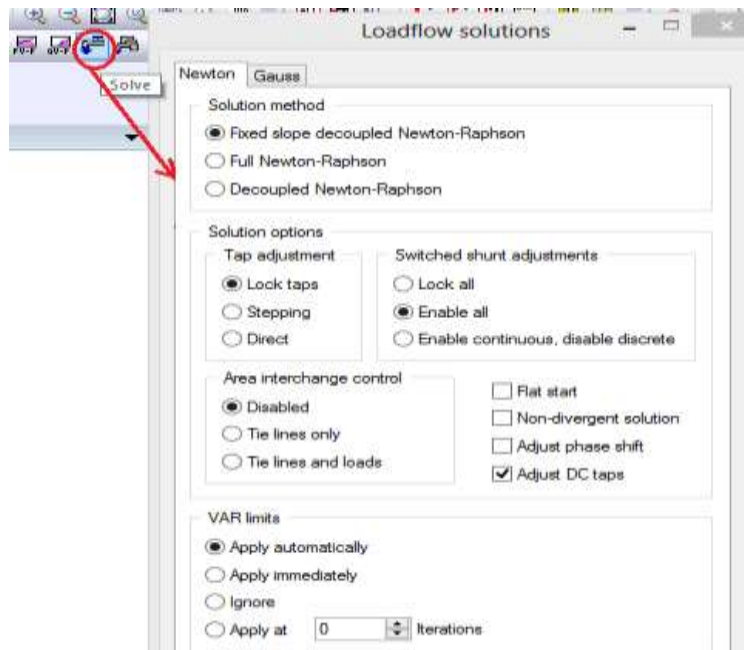 Loadflow solutions
Solve
Newton Gauss
Solution method
Fixed slope decoupled Newton-Raphson
Full Newton-Raphson
Decoupled Newton-Raphson
Solution options
Tap adjustment Switched shunt adjustments
Lock taps Lock all
Stepping Enable all
Direct Enable continuous, disable discrete
Area interchange control
Disabled
Tie lines only
Tie lines and loads
Flat start
Non-divergent solution
Adjust phase shift
Adjust DC taps
VAR limits
Apply automatically
Apply immediately
Ignore
Apply at 0 Iterations